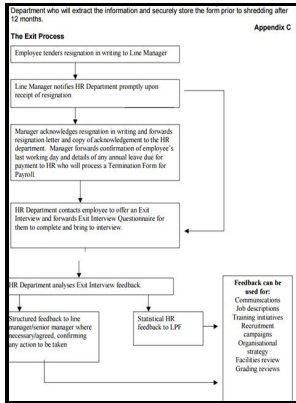 Department who will extract the information and securely store the form prior to shredding after
12 months.
Appendix C
The Exit Process
Employee tenders resignation in writing to Line Manager
Line Manager notifies HR Department promptly upon
receipt of resignation
Manager acknowledges resignation in writing and forwards
resignation letter and copy of acknowledgement to the HR
department. Manager forwards confirmation of employee's
last working day and details of any annual leave due for
payment to HR who will process a Termination Form for
Payroll.
HR Department contacts employee to offer an Exit
Interview and forwards Exit Interview Questionnaire for
them to complete and bring to interview.
HR Department analyses Exit Interview feedback.
Structured feedback to line
manager/senior manager where
necessary/agreed, confirming
any action to be taken
Statistical HR
feedback to LPF
Feedback can be
used for:
Communications
Job descriptions
Training initiatives
Recruitment
campaigns
Organisational
strategy
Facilities review
Grading reviews